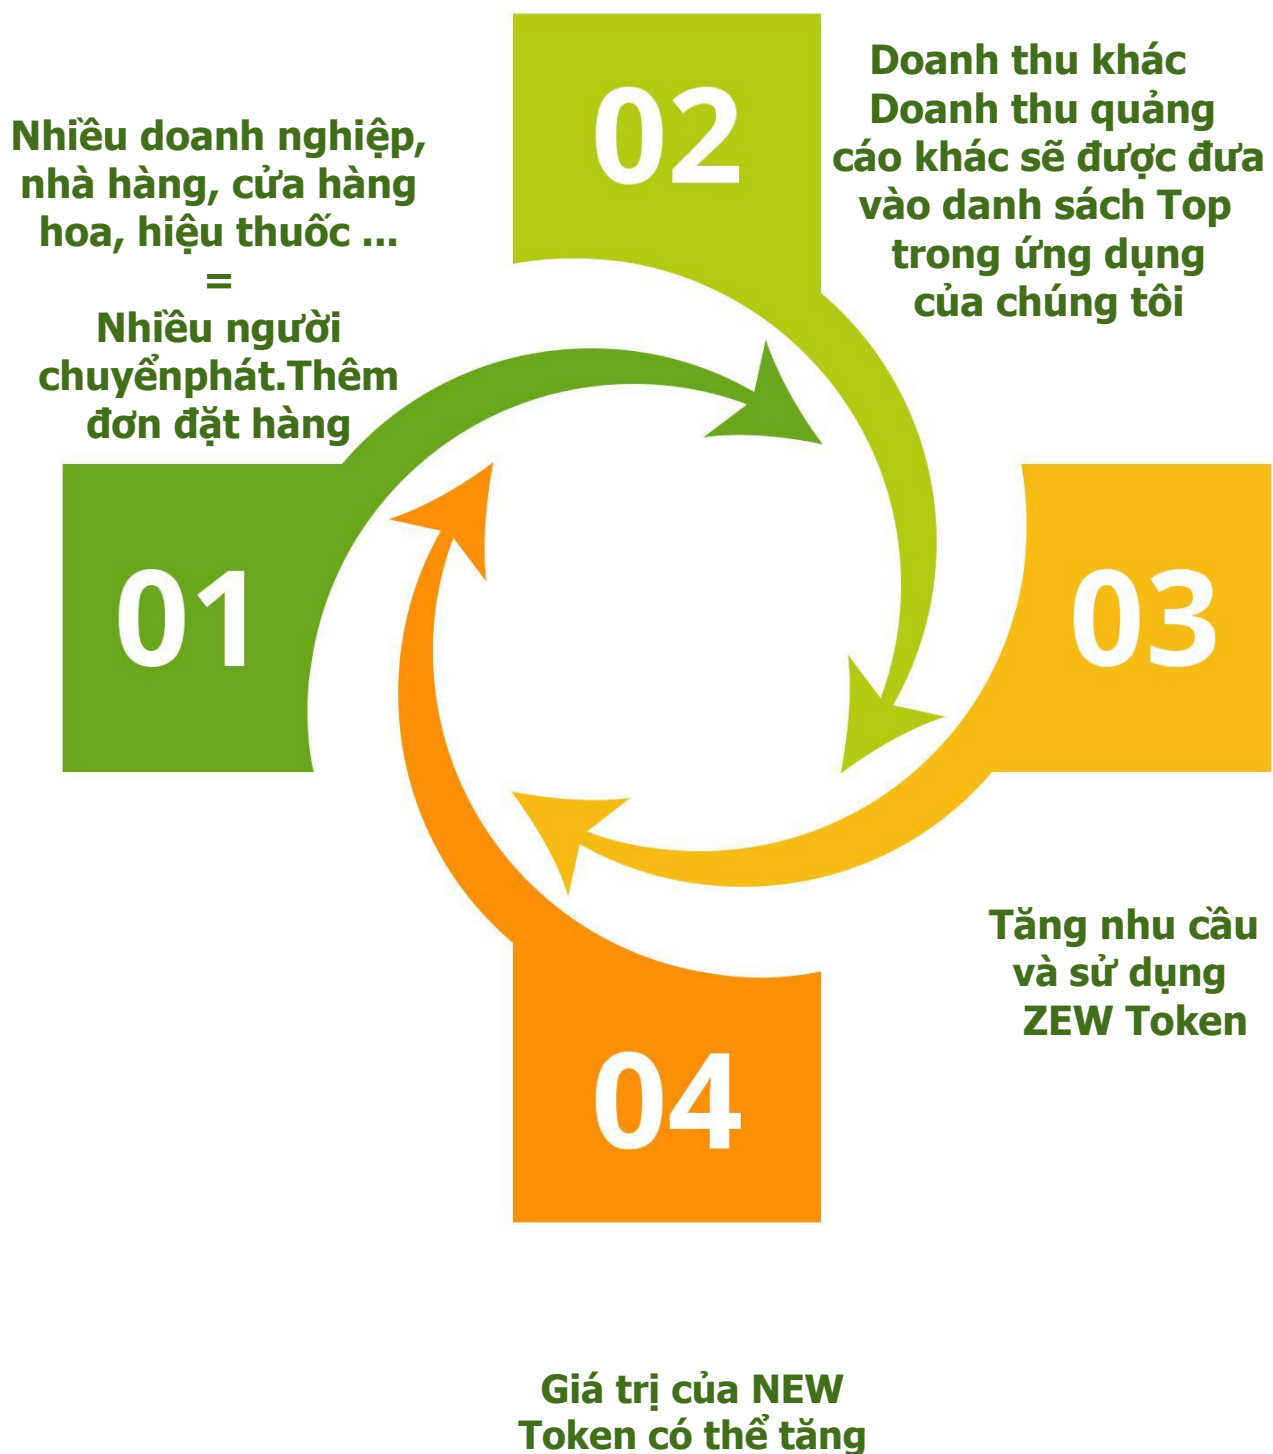 Nhiều doanh nghiệp,
nhà hàng, cửa hàng
hoa, hiệu thuốc ...
=
Nhiều người
chuyểnphát.Thêm
đơn đặt hàng
01
02
Doanh thu khác
Doanh thu quảng
cáo khác sẽ được đưa
vào danh sách Top
trong ứng dụng
của chúng tôi
03
Tăng nhu cầu
và sử dụng
ZEW Token
04
Giá trị của NEW
Token có thể tăng